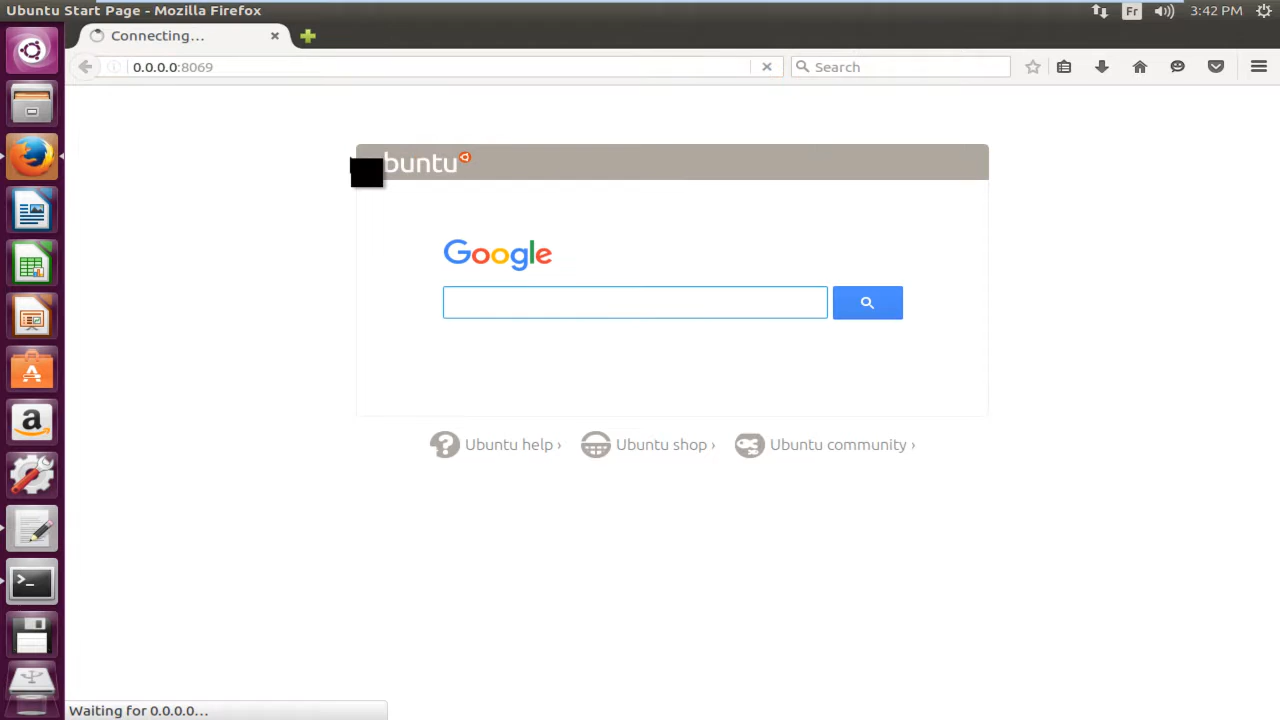 Ubuntu Start Page - Mozilla Firefox
Fr
3:42 PM
Connecting...
0.0.0.0:8069
Search
buntu
Google
Ubuntu help ›
Ubuntu shop ›
Ubuntu community ›
a
>_
Waiting for 0.0.0.0...